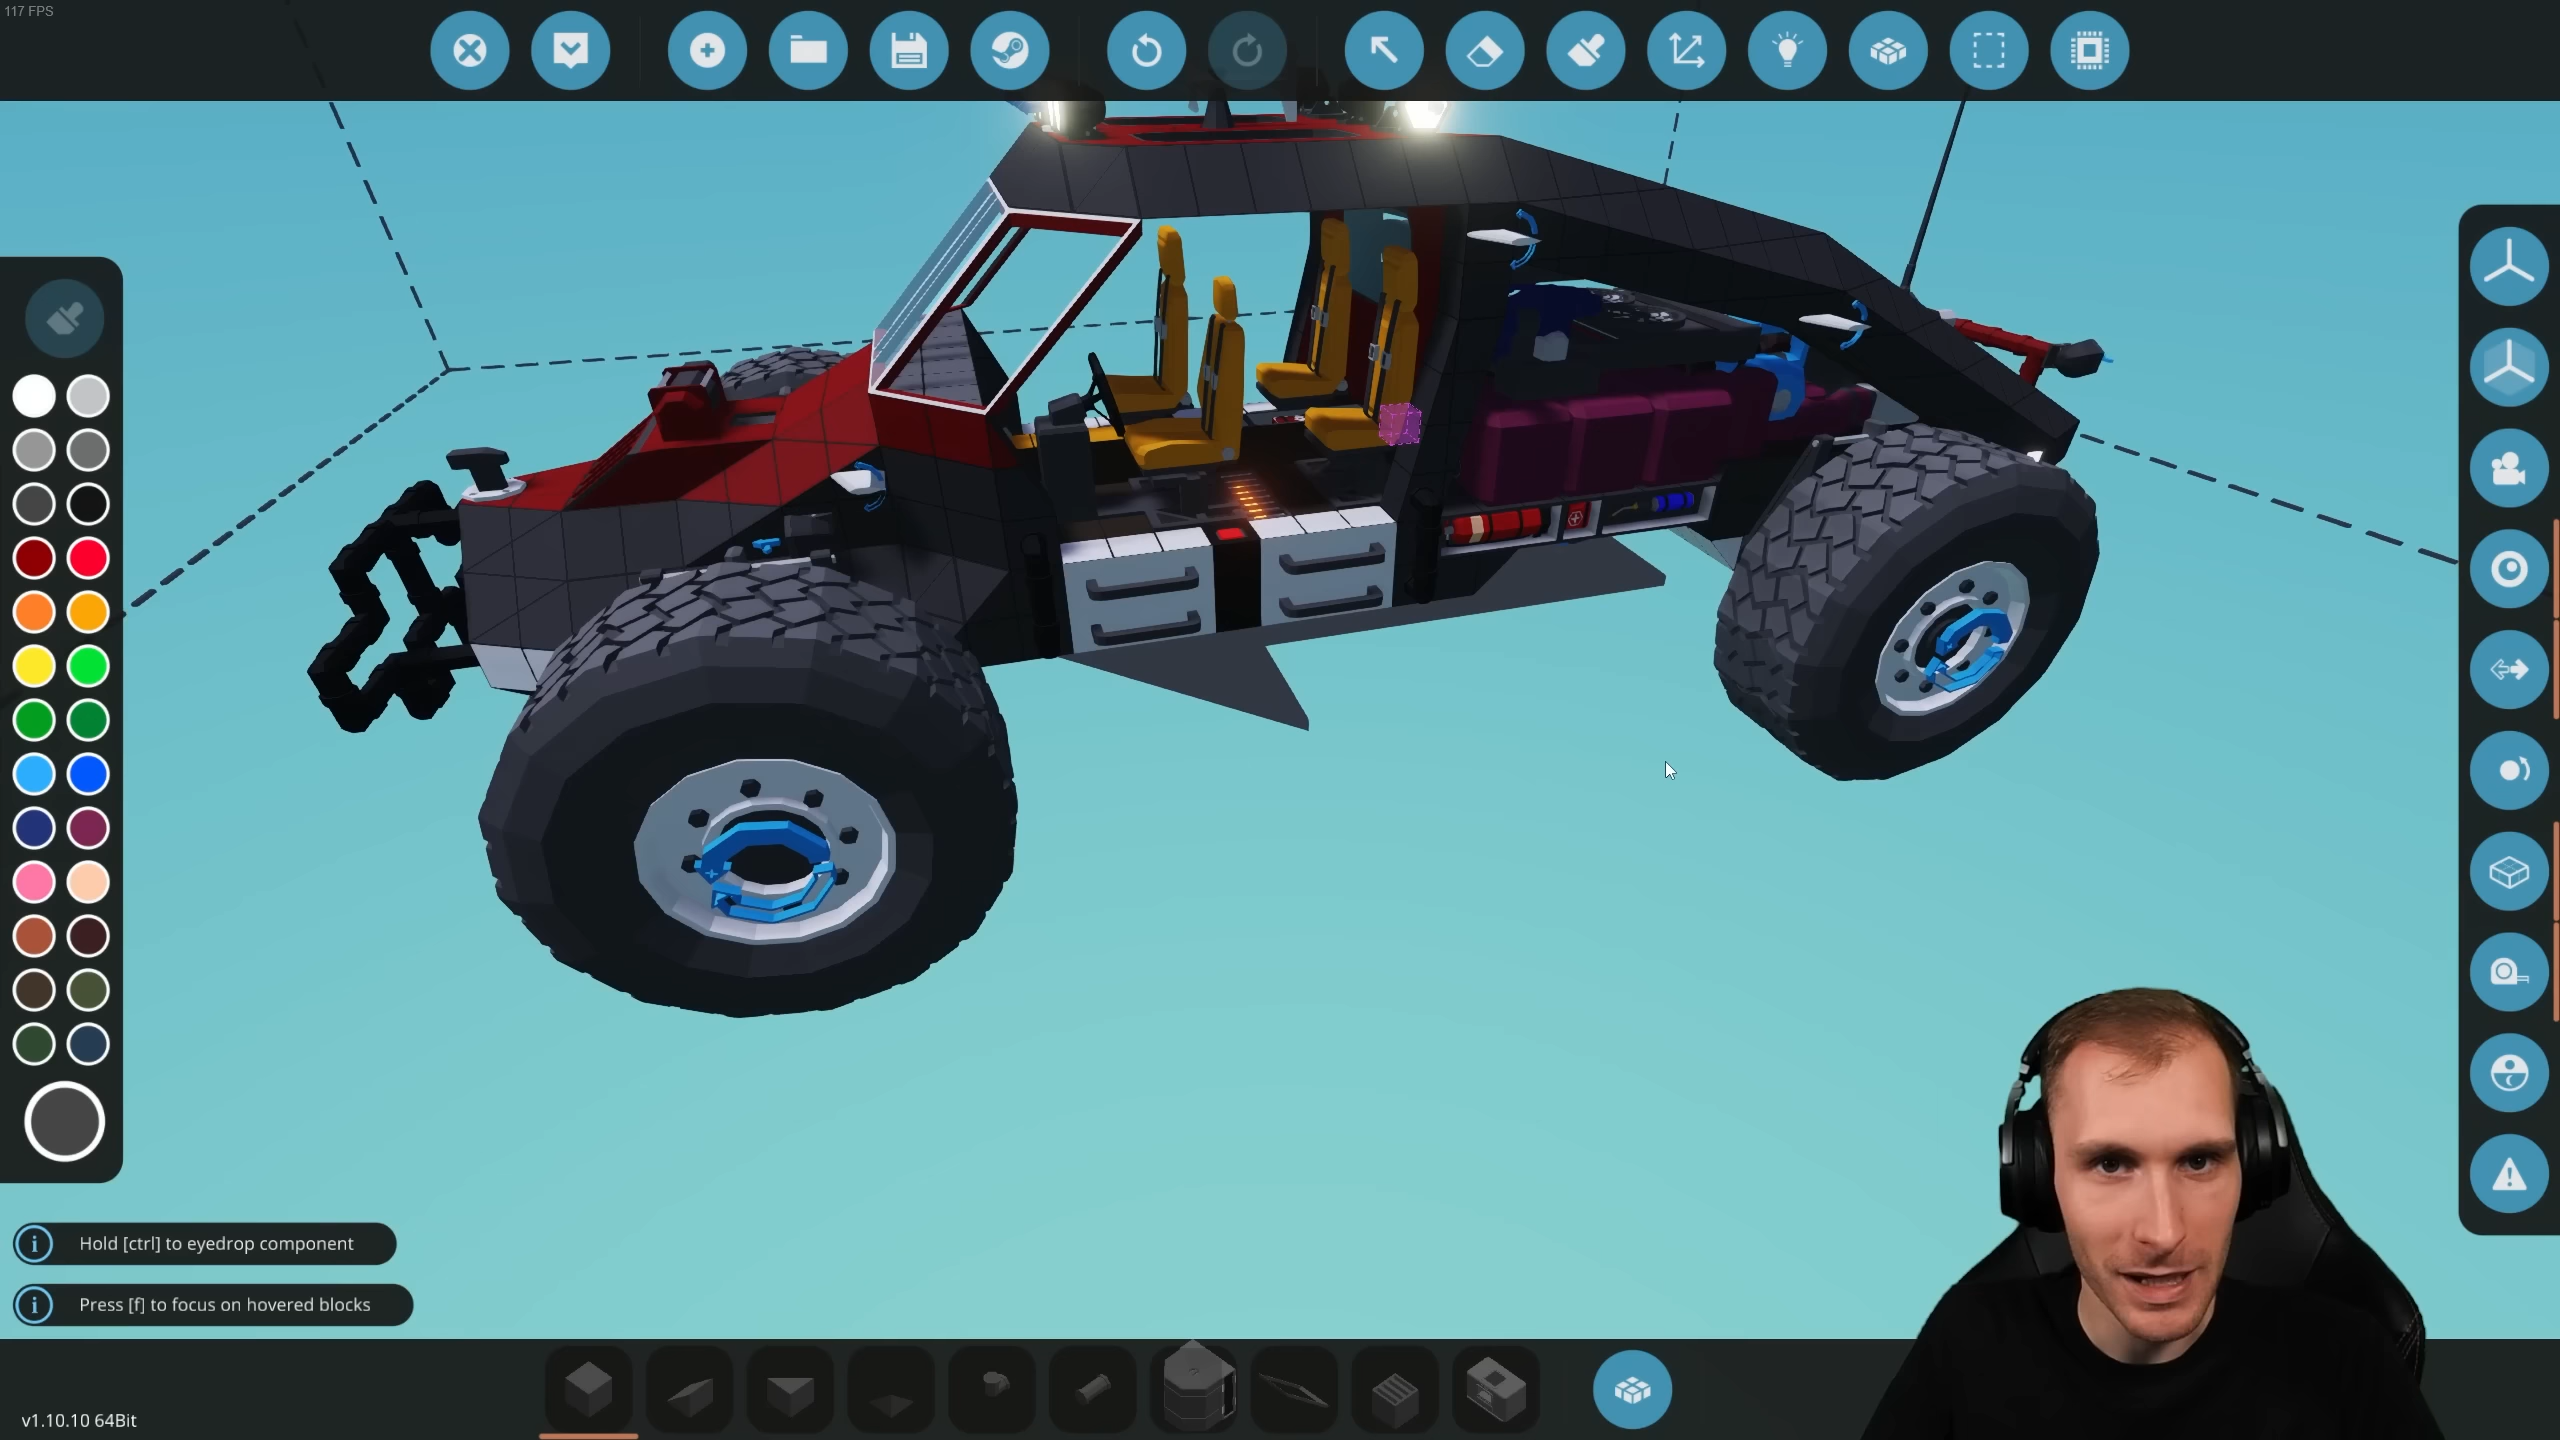 117 FPS
Hold [ctrl] to eyedrop component
Press [f] to focus on hovered blocks
v1.10.10 64Bit